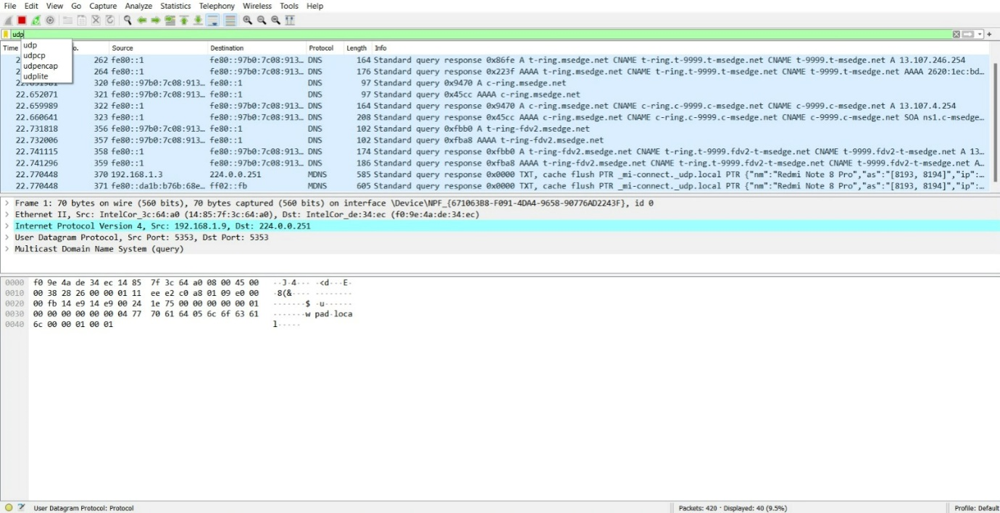 File Edit View Go Capture Analyze Statistics Telephony Wireless Tools Help
udp
udp
udpcp
udpencap
udplite
Time o. Source Destination Protocol Length Info
2 262 fe80::1 fe80::97b0:7c08:913… DNS 164 Standard query response 0x86fe A t-ring.msedge.net CNAME t-ring.t-9999.t-msedge.net CNAME t-9999.t-msedge.net A 13.107.246.254
2 264 fe80::1 fe80::97b0:7c08:913… DNS 176 Standard query response 0x223f AAAA t-ring.msedge.net CNAME t-ring.t-9999.t-msedge.net CNAME t-9999.t-msedge.net AAAA 2620:1ec:bd…
22.651981 320 fe80::97b0:7c08:913… fe80::1 DNS 97 Standard query 0x9470 A c-ring.msedge.net
22.652071 321 fe80::97b0:7c08:913… fe80::1 DNS 97 Standard query 0x45cc AAAA c-ring.msedge.net
22.659989 322 fe80::1 fe80::97b0:7c08:913… DNS 164 Standard query response 0x9470 A c-ring.msedge.net CNAME c-ring.c-9999.c-msedge.net CNAME c-9999.c-msedge.net A 13.107.4.254
22.660641 323 fe80::1 fe80::97b0:7c08:913… DNS 208 Standard query response 0x45cc AAAA c-ring.msedge.net CNAME c-ring.c-9999.c-msedge.net CNAME c-9999.c-msedge.net SOA ns1.c-msedge…
22.731818 356 fe80::97b0:7c08:913… fe80::1 DNS 102 Standard query 0xfbb0 A t-ring-fdv2.msedge.net
22.732006 357 fe80::97b0:7c08:913… fe80::1 DNS 102 Standard query 0xfba8 AAAA t-ring-fdv2.msedge.net
22.741115 358 fe80::1 fe80::97b0:7c08:913… DNS 174 Standard query response 0xfbb0 A t-ring-fdv2.msedge.net CNAME t-ring.t-9999.fdv2-t-msedge.net CNAME t-9999.fdv2-t-msedge.net A 13…
22.741296 359 fe80::1 fe80::97b0:7c08:913… DNS 186 Standard query response 0xfba8 AAAA t-ring-fdv2.msedge.net CNAME t-ring.t-9999.fdv2-t-msedge.net CNAME t-9999.fdv2-t-msedge.net A…
22.770448 370 192.168.1.3 224.0.0.251 MDNS 585 Standard query response 0x0000 TXT, cache flush PTR _mi-connect._udp.local PTR {"nm":"Redmi Note 8 Pro","as":"[8193, 8194]","ip":…
22.770448 371 fe80::da1b:b76b:68e… ff02::fb MDNS 605 Standard query response 0x0000 TXT, cache flush PTR _mi-connect._udp.local PTR {"nm":"Redmi Note 8 Pro","as":"[8193, 8194]","ip":…
> Frame 1: 70 bytes on wire (560 bits), 70 bytes captured (560 bits) on interface \Device\NPF_{671063B8-F091-4DA4-9658-90776AD2243F}, id 0
> Ethernet II, Src: IntelCor_3c:64:a0 (14:85:7f:3c:64:a0), Dst: IntelCor_de:34:ec (f0:9e:4a:de:34:ec)
> Internet Protocol Version 4, Src: 192.168.1.9, Dst: 224.0.0.251
> User Datagram Protocol, Src Port: 5353, Dst Port: 5353
> Multicast Domain Name System (query)
0000 f0 9e 4a de 34 ec 14 85 7f 3c 64 a0 08 00 45 00 ··J·4··· ·<d···E·
0010 00 38 28 26 00 00 01 11 ee e2 c0 a8 01 09 e0 00 ·8(&···· ········
0020 00 fb 14 e9 14 e9 00 24 1e 75 00 00 00 00 00 01 ·······$ ·u······
0030 00 00 00 00 00 00 04 77 70 61 64 05 6c 6f 63 61 ·······w pad·loca
0040 6c 00 00 01 00 01 l·····
User Datagram Protocol: Protocol Packets: 420 · Displayed: 40 (9.5%) Profile: Default